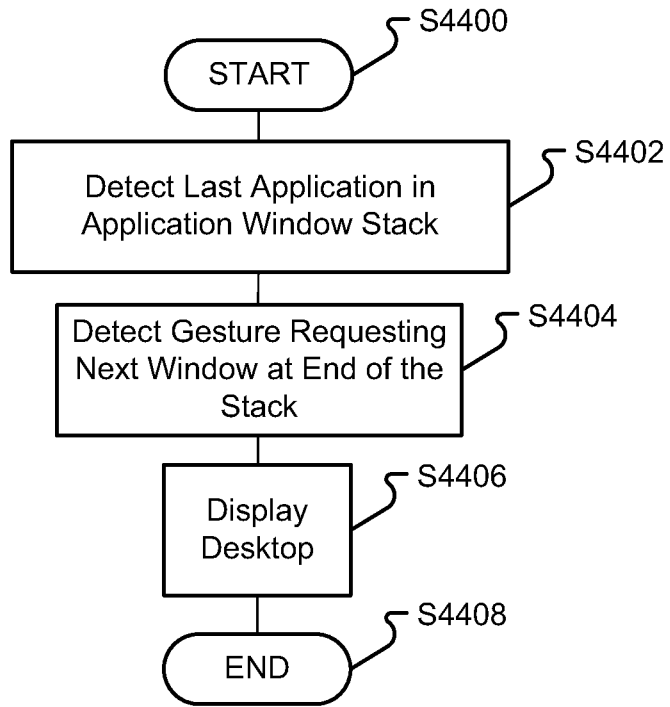 S4400
START
S4402
Detect Last Application in
Application Window Stack
S4404
Detect Gesture Requesting
Next Window at End of the
Stack
S4406
Display
Desktop
S4408
END